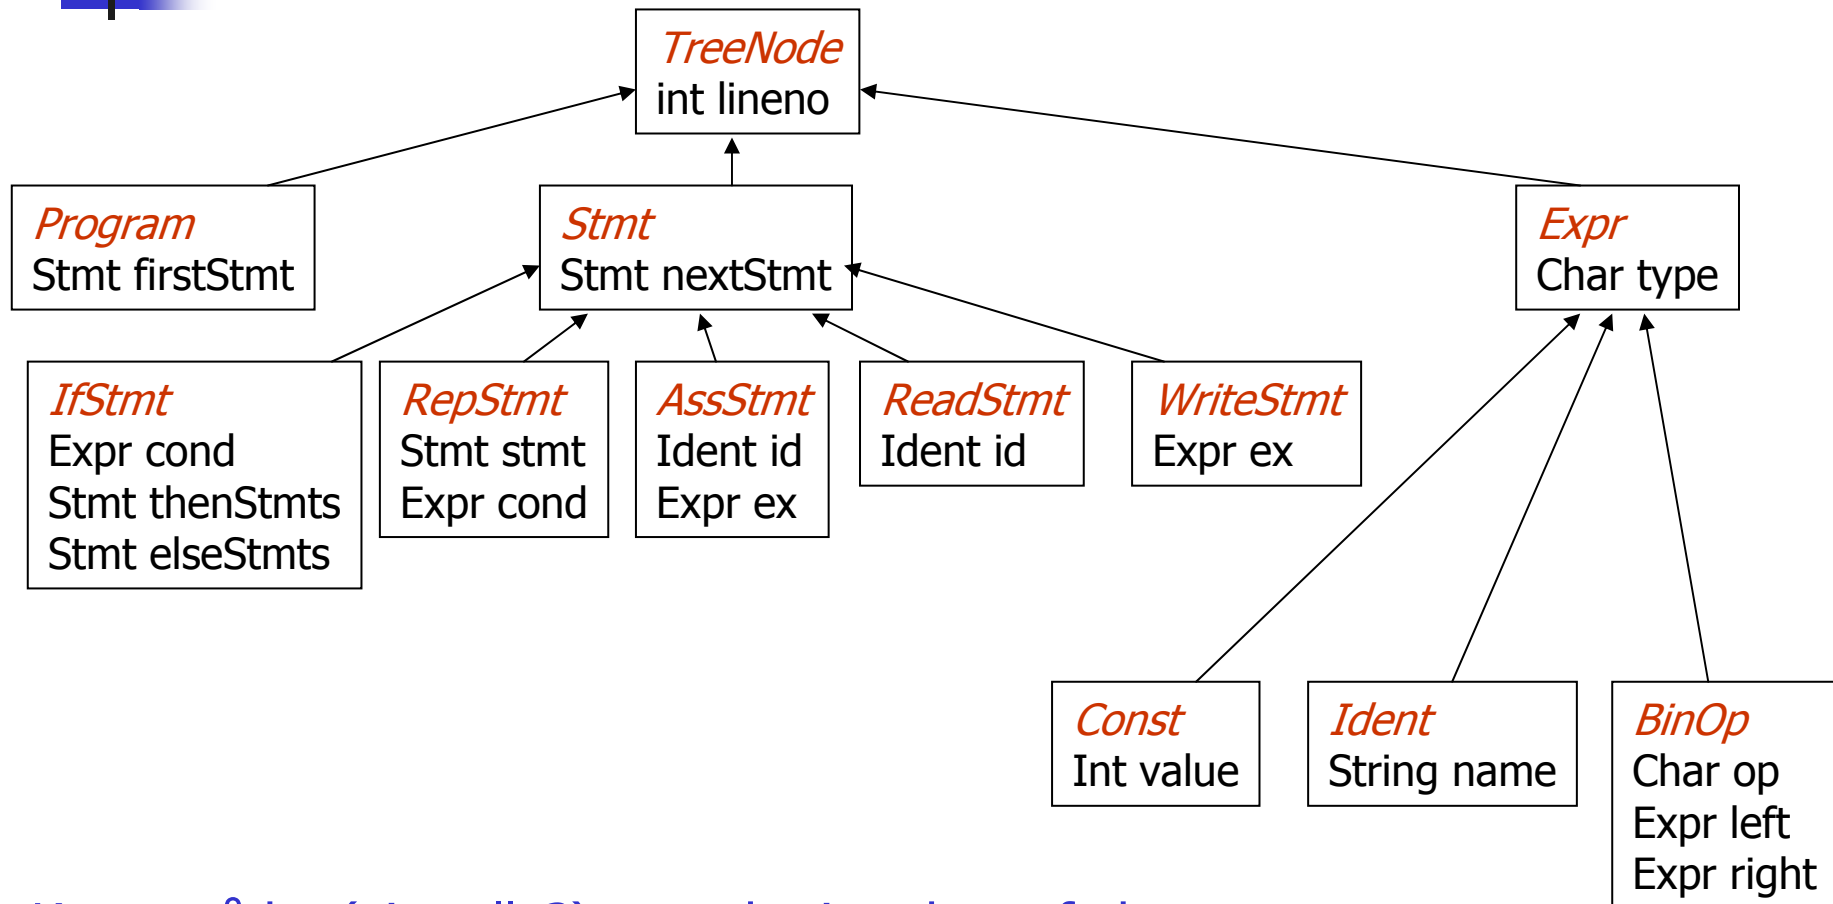 TreeNode
int lineno
Program
Stmt firstStmt
Stmt
Stmt nextStmt
Expr
Char type
IfStmt
Expr cond
Stmt thenStmts
Stmt elseStmts
RepStmt
Stmt stmt
Expr cond
AssStmt
Ident id
Expr ex
ReadStmt
Ident id
WriteStmt
Expr ex
Const
Int value
Ident
String name
BinOp
Char op
Expr left
Expr right